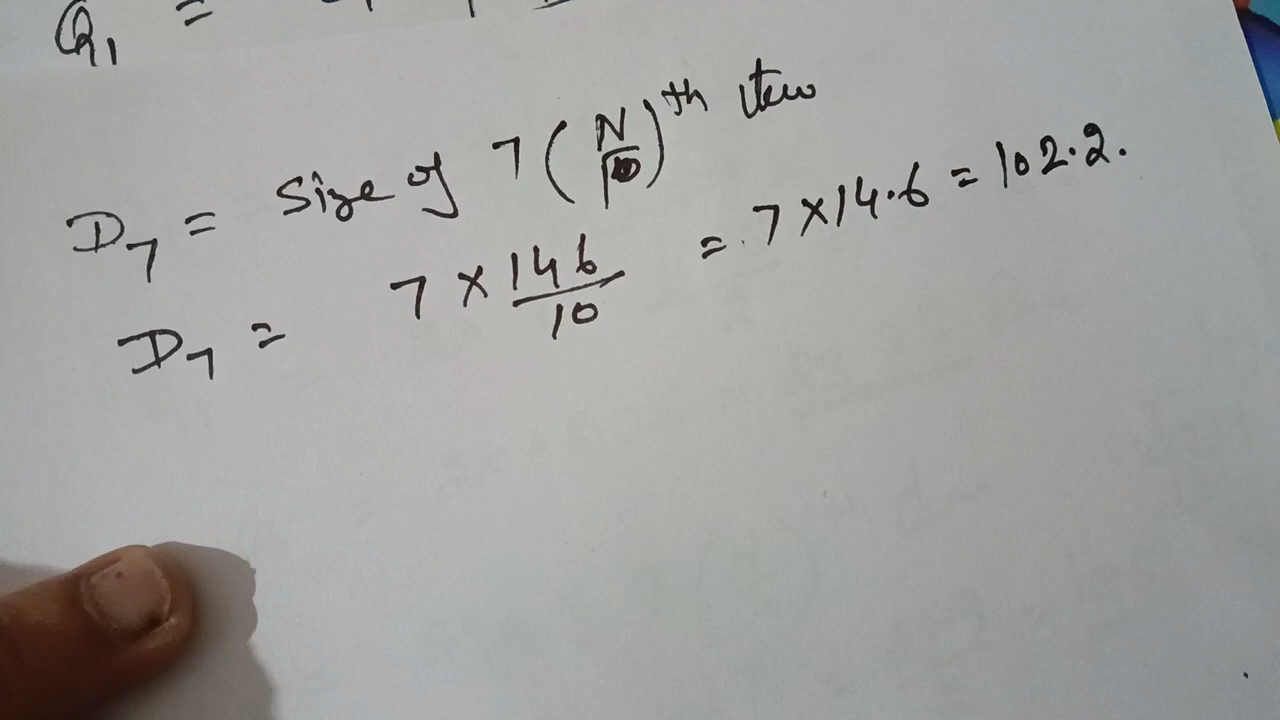 Q1 =
D7 = Size of 7 (N/10)th item
D7 = 7 × 146/10 = 7 × 14.6 = 102.2.